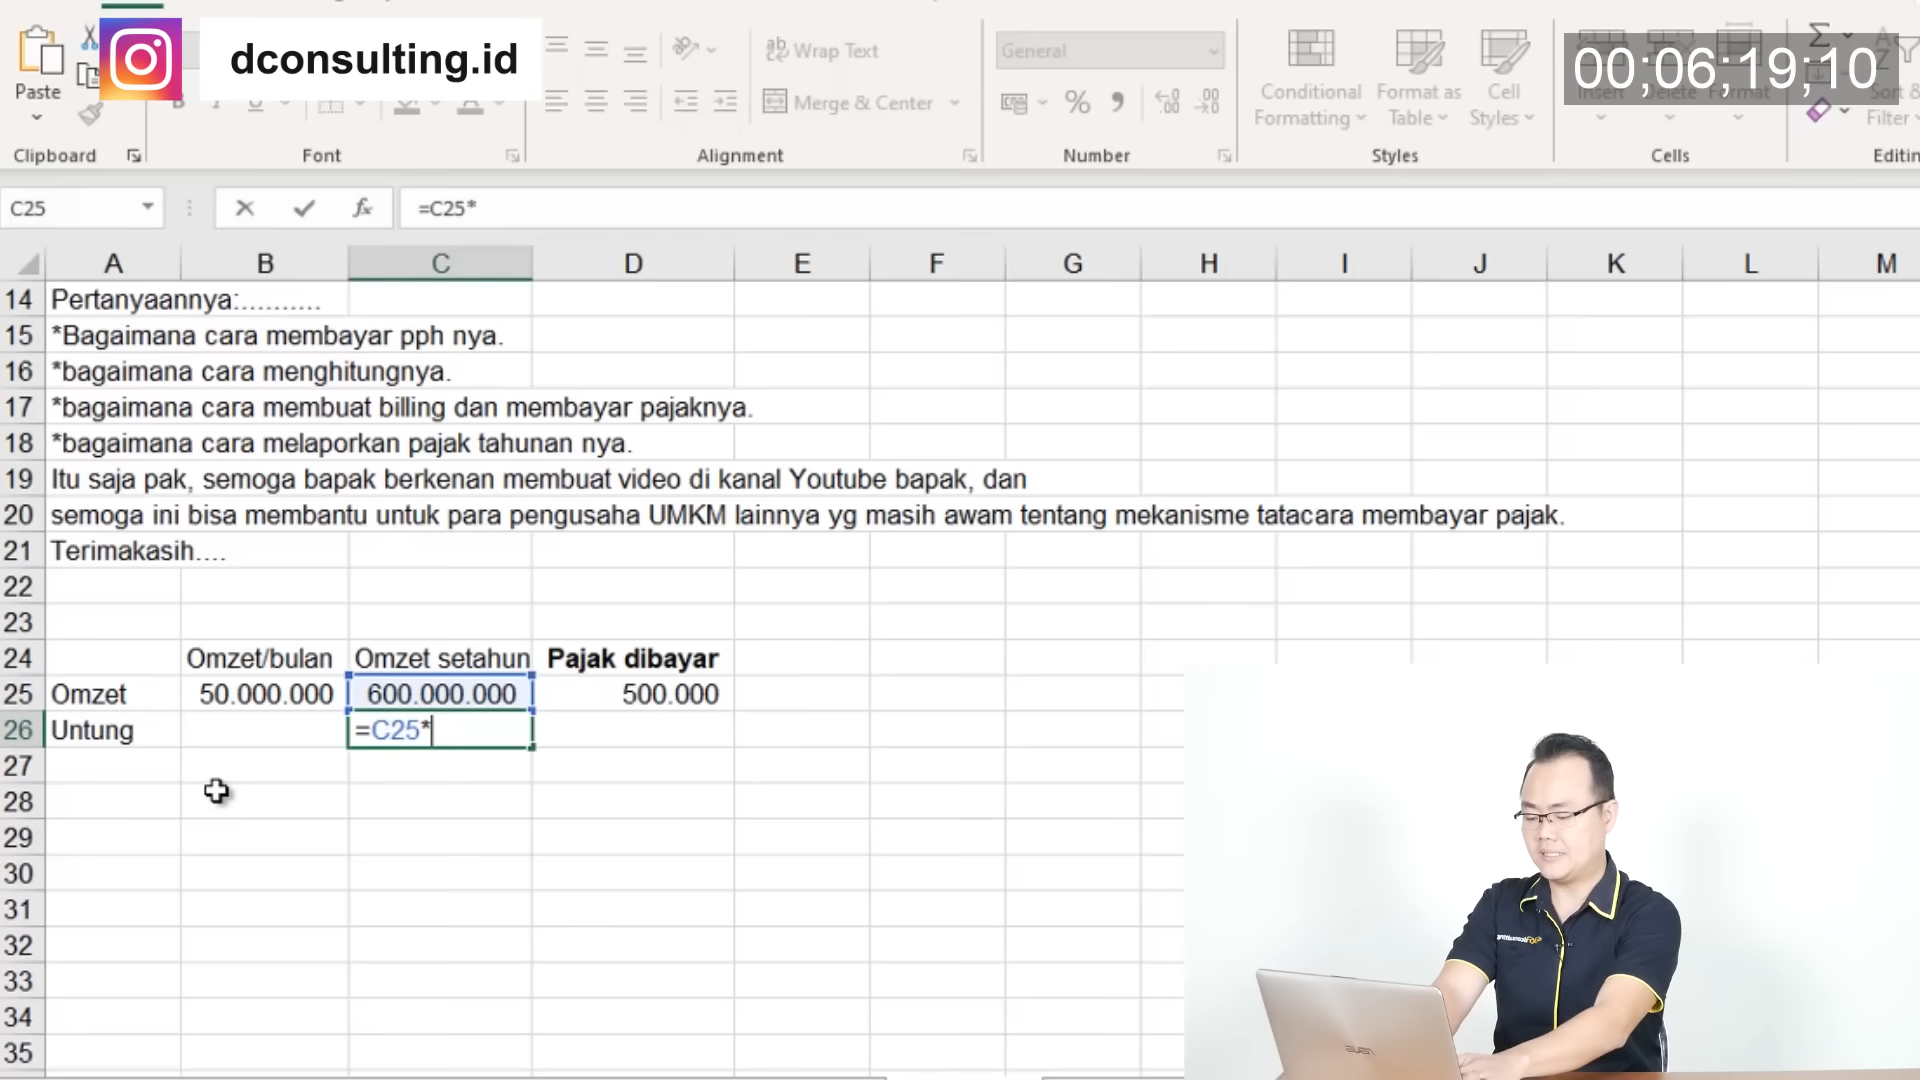 dconsulting.id
00;06;19;10
Paste
Wrap Text
General
Merge & Center
Conditional Formatting
Format as Table
Cell Styles
Insert Delete Format
Sort &
Filter
Clipboard
Font
Alignment
Number
Styles
Cells
Editin
C25
=C25*
A B C D E F G H I J K L M
14 Pertanyaannya:..........
15 *Bagaimana cara membayar pph nya.
16 *bagaimana cara menghitungnya.
17 *bagaimana cara membuat billing dan membayar pajaknya.
18 *bagaimana cara melaporkan pajak tahunan nya.
19 Itu saja pak, semoga bapak berkenan membuat video di kanal Youtube bapak, dan
20 semoga ini bisa membantu untuk para pengusaha UMKM lainnya yg masih awam tentang mekanisme tatacara membayar pajak.
21 Terimakasih....
22
23
24 Omzet/bulan Omzet setahun Pajak dibayar
25 Omzet 50.000.000 600.000.000 500.000
26 Untung =C25*
27
28
29
30
31
32
33
34
35
ASUS